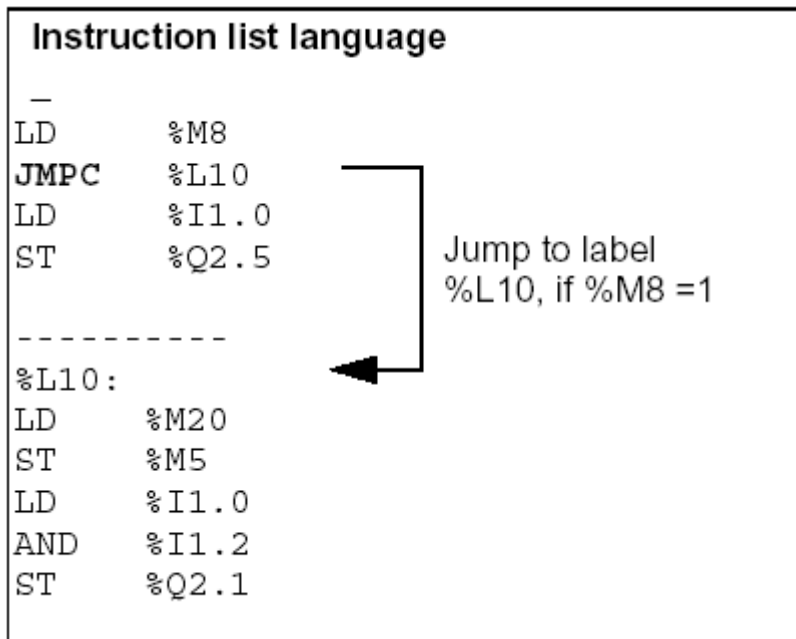 Instruction list language
_
LD %M8
JMPC %L10
LD %I1.0
ST %Q2.5
Jump to label
%L10, if %M8 =1
----------
%L10:
LD %M20
ST %M5
LD %I1.0
AND %I1.2
ST %Q2.1